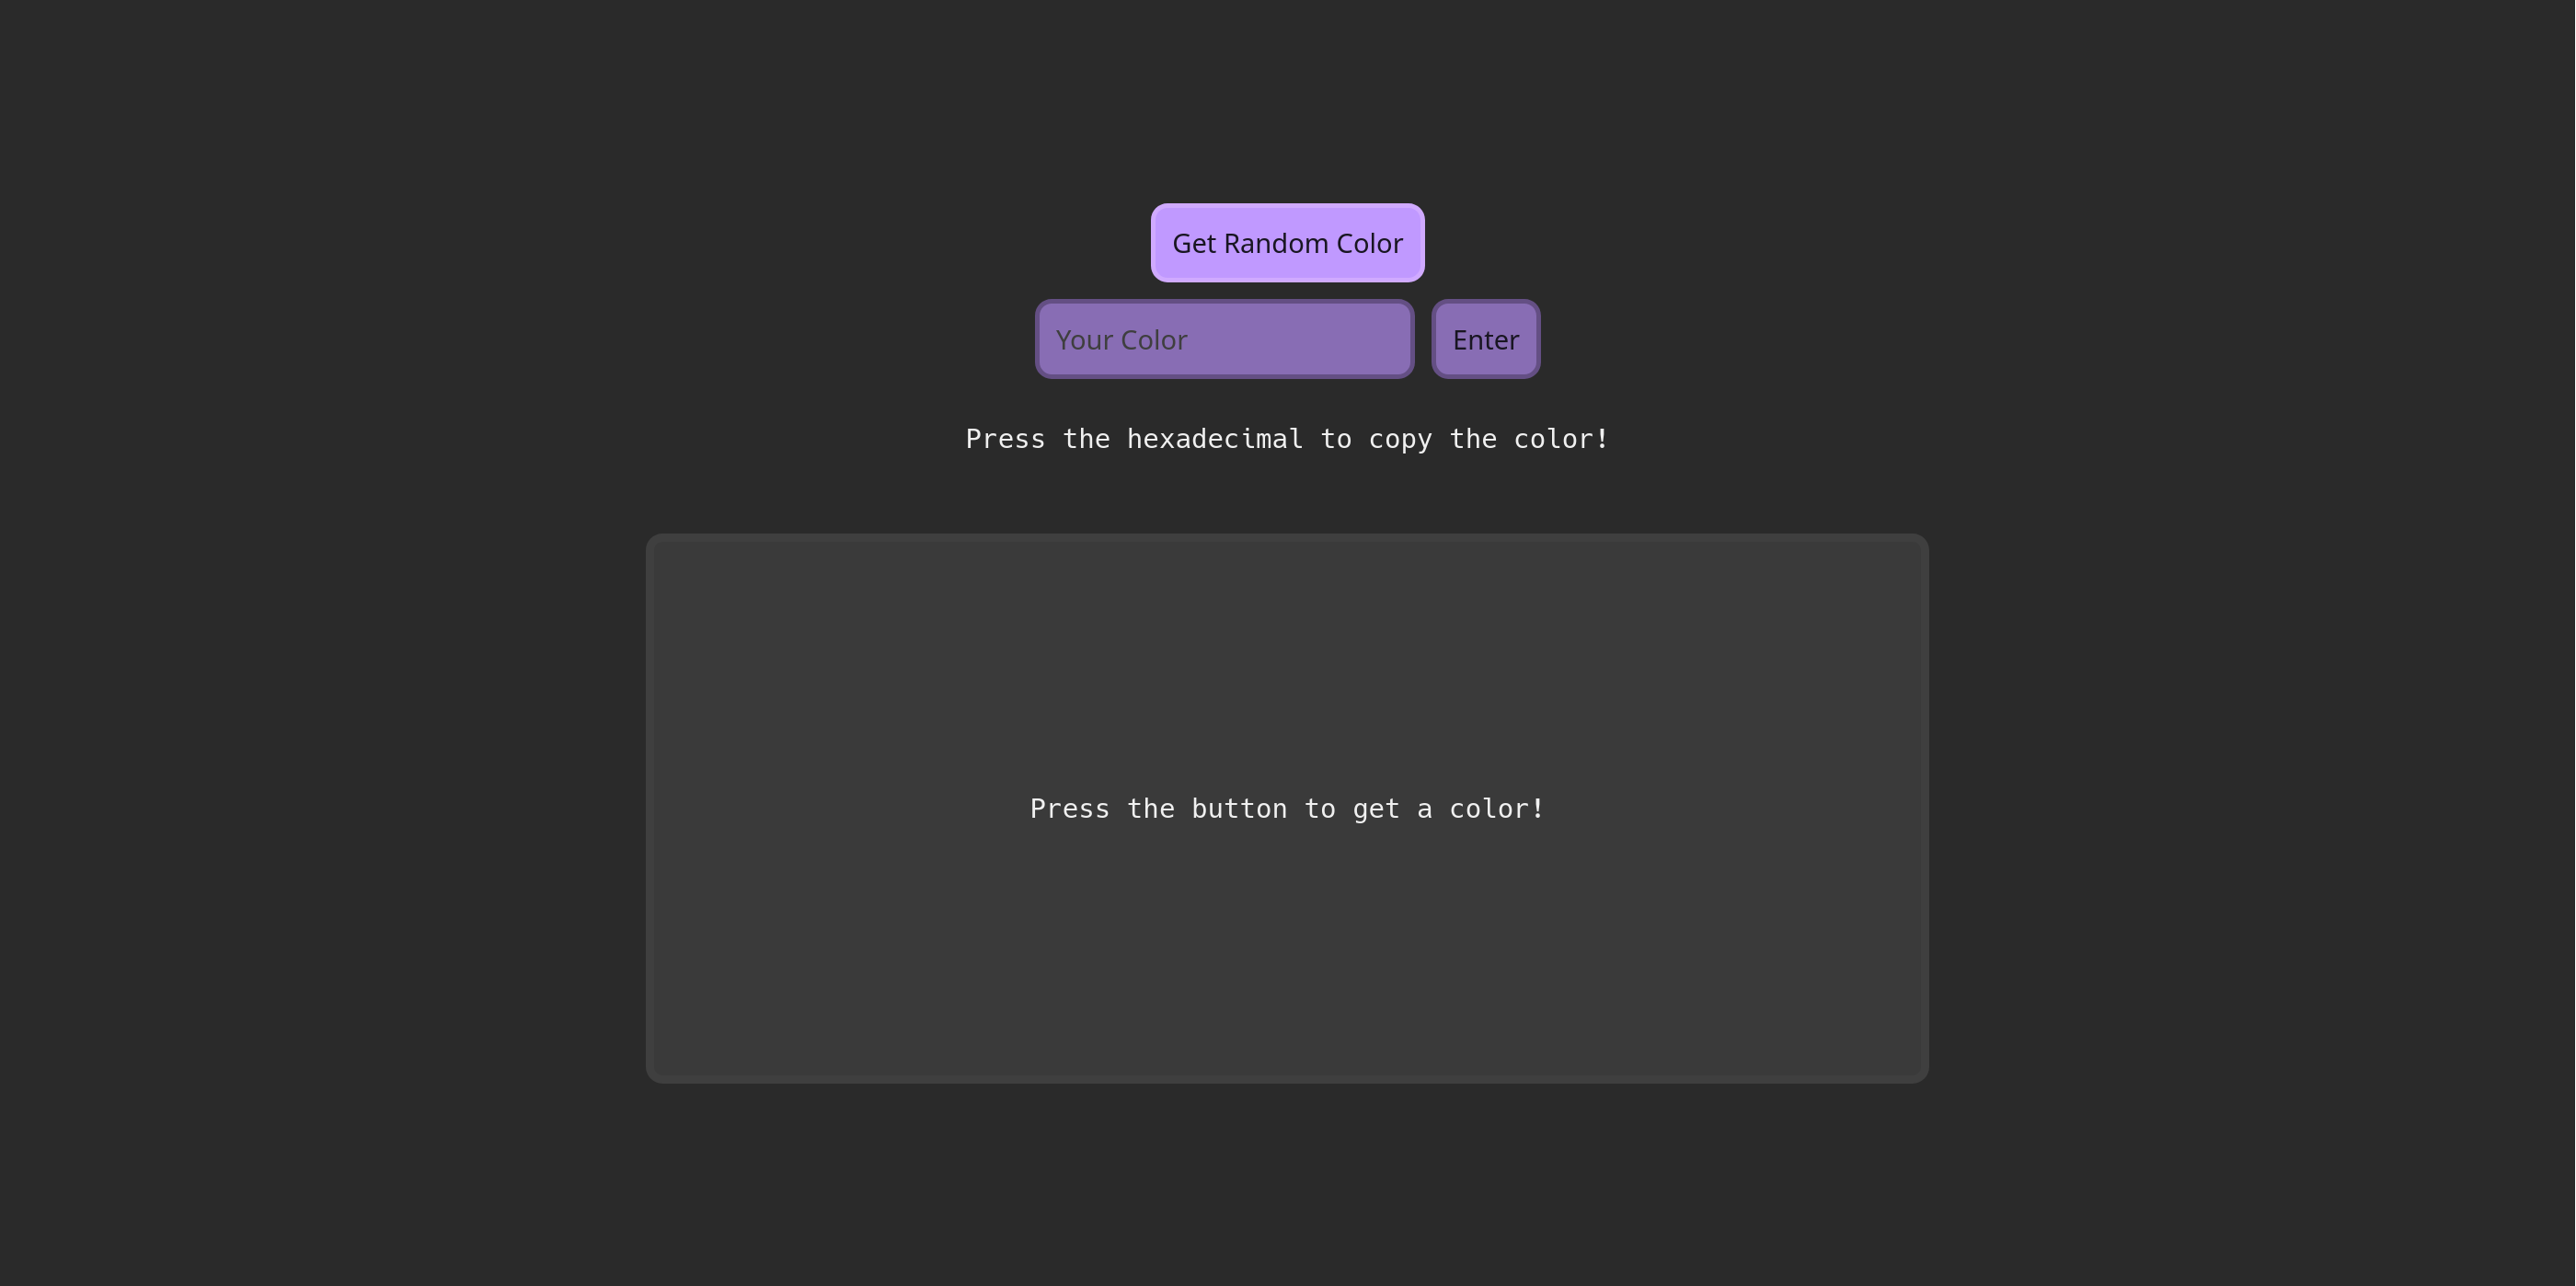 Get Random Color
Your Color
Enter
Press the hexadecimal to copy the color!
Press the button to get a color!